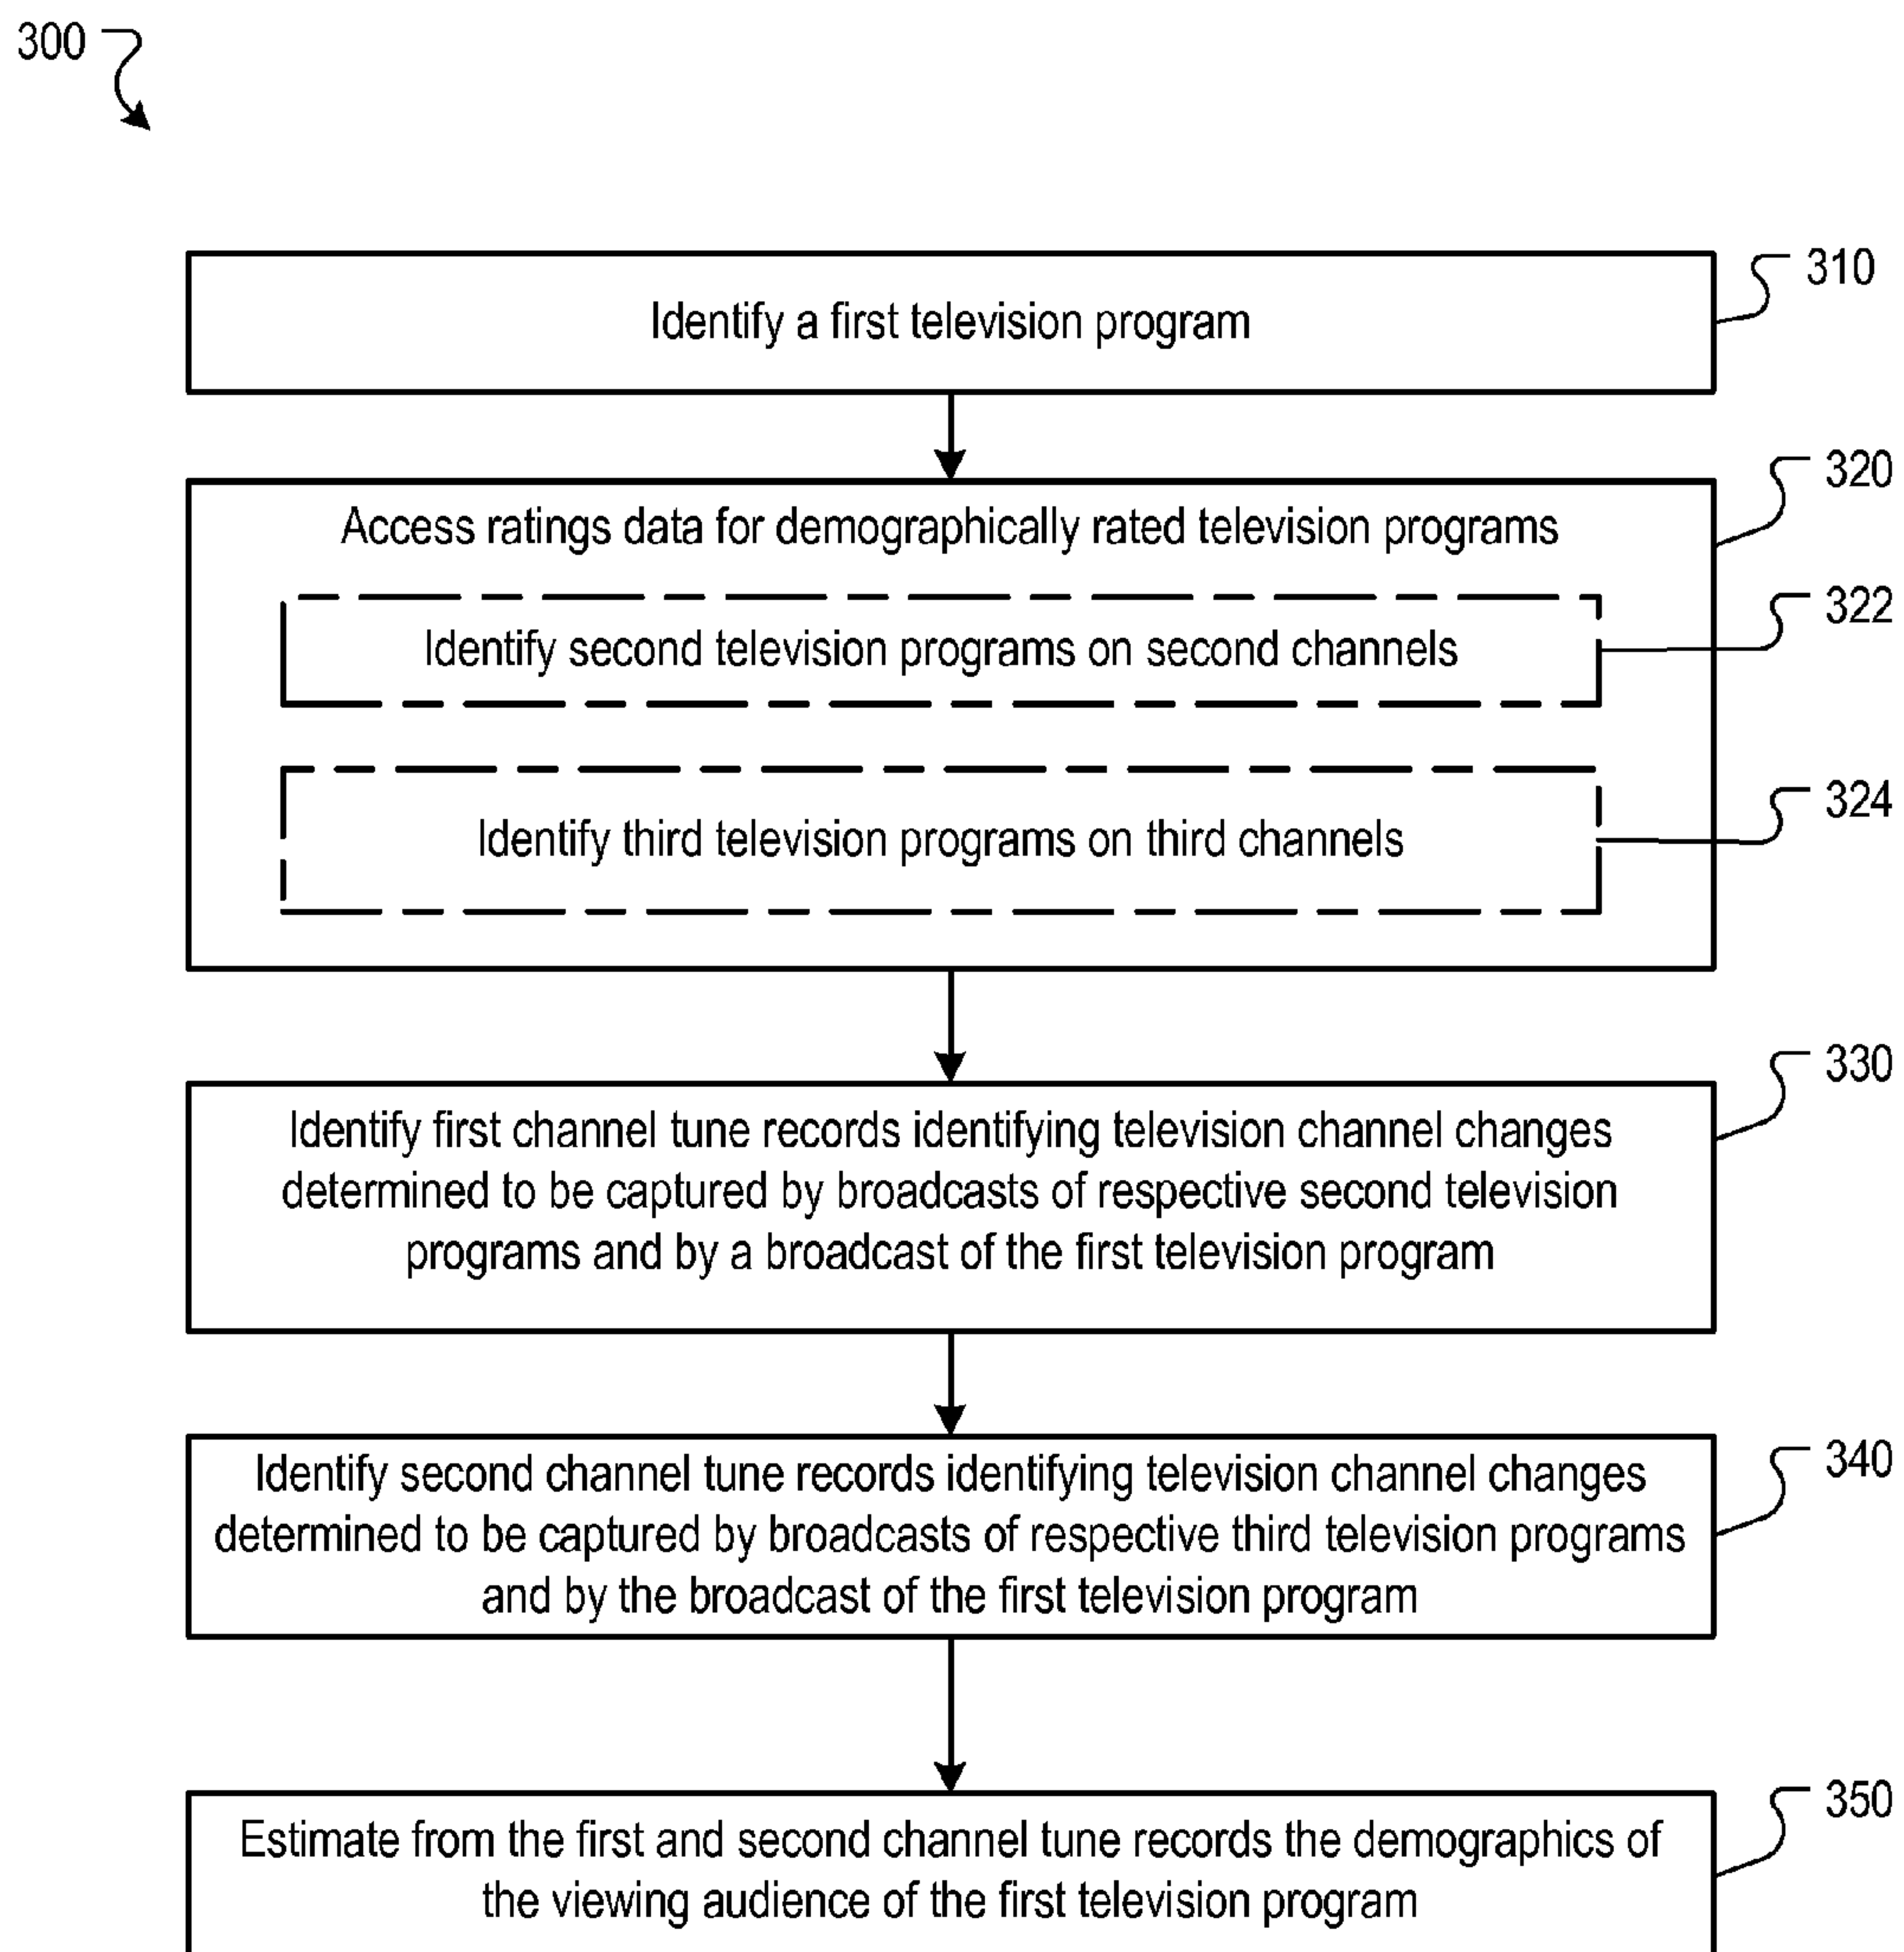 300
310
Identify a first television program
320
Access ratings data for demographically rated television programs
322
Identify second television programs on second channels
324
Identify third television programs on third channels
330
Identify first channel tune records identifying television channel changes
determined to be captured by broadcasts of respective second television
programs and by a broadcast of the first television program
340
Identify second channel tune records identifying television channel changes
determined to be captured by broadcasts of respective third television programs
and by the broadcast of the first television program
350
Estimate from the first and second channel tune records the demographics of
the viewing audience of the first television program